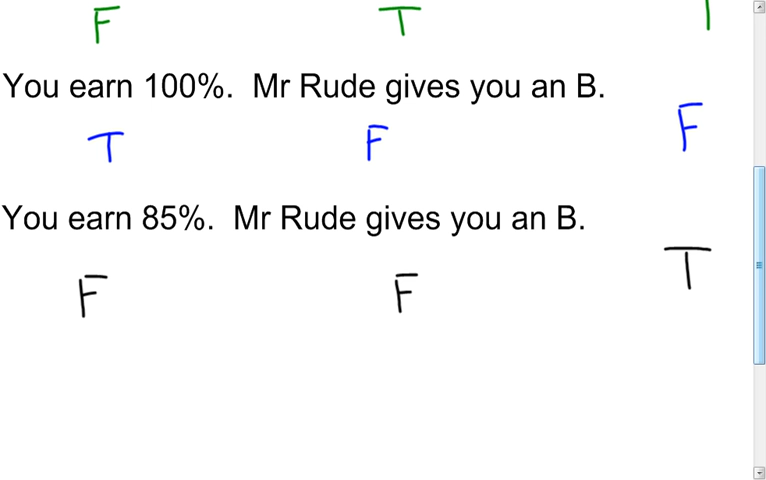 F T
You earn 100%. Mr Rude gives you an B.
T F F
You earn 85%. Mr Rude gives you an B.
F F T